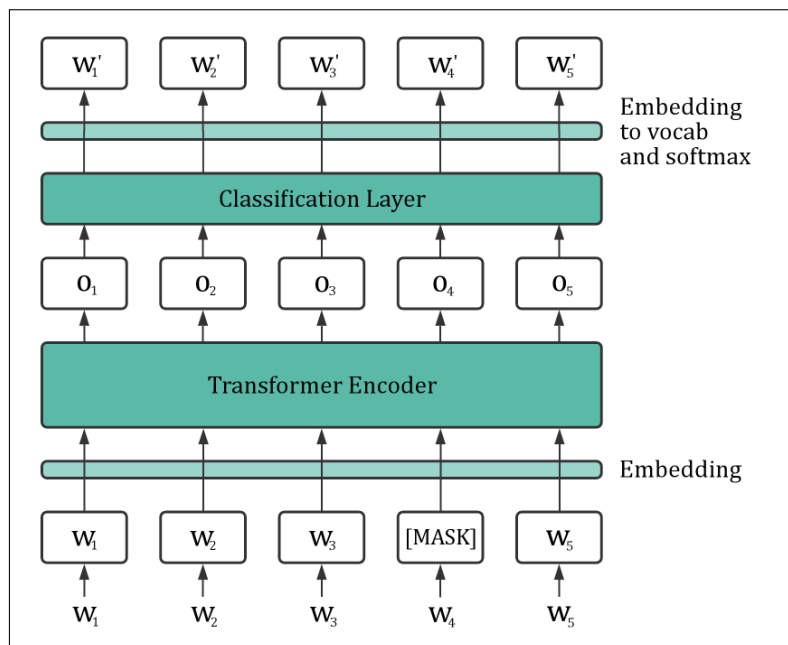 w₁' w₂' w₃' w₄' w₅'
Embedding
to vocab
and softmax
Classification Layer
O₁ O₂ O₃ O₄ O₅
Transformer Encoder
Embedding
w₁ w₂ w₃ [MASK] w₅
w₁ w₂ w₃ w₄ w₅